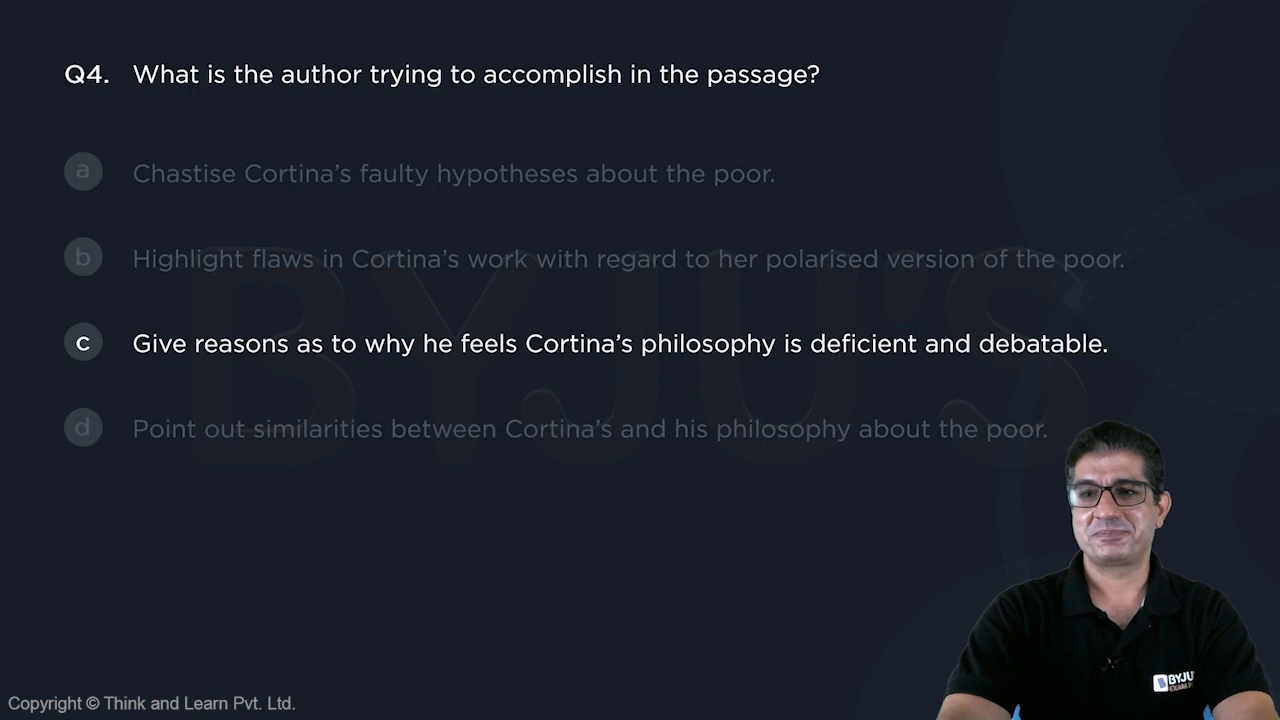 Q4. What is the author trying to accomplish in the passage?
a Chastise Cortina's faulty hypotheses about the poor.
b Highlight flaws in Cortina's work with regard to her polarised version of the poor.
c Give reasons as to why he feels Cortina's philosophy is deficient and debatable.
d Point out similarities between Cortina's and his philosophy about the poor.
BYJU'S
BYJU'S
Copyright © Think and Learn Pvt. Ltd.